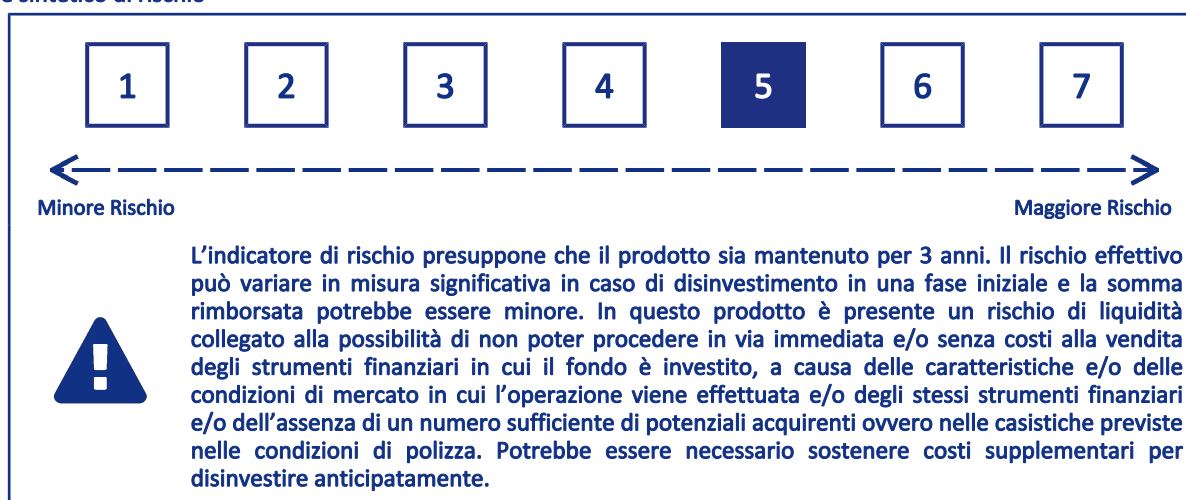 e sintetico di rischio
1 2 3 4 5 6 7
Minore Rischio Maggiore Rischio
L’indicatore di rischio presuppone che il prodotto sia mantenuto per 3 anni. Il rischio effettivo
può variare in misura significativa in caso di disinvestimento in una fase iniziale e la somma
rimborsata potrebbe essere minore. In questo prodotto è presente un rischio di liquidità
collegato alla possibilità di non poter procedere in via immediata e/o senza costi alla vendita
degli strumenti finanziari in cui il fondo è investito, a causa delle caratteristiche e/o delle
condizioni di mercato in cui l’operazione viene effettuata e/o degli stessi strumenti finanziari
e/o dell’assenza di un numero sufficiente di potenziali acquirenti ovvero nelle casistiche previste
nelle condizioni di polizza. Potrebbe essere necessario sostenere costi supplementari per
disinvestire anticipatamente.